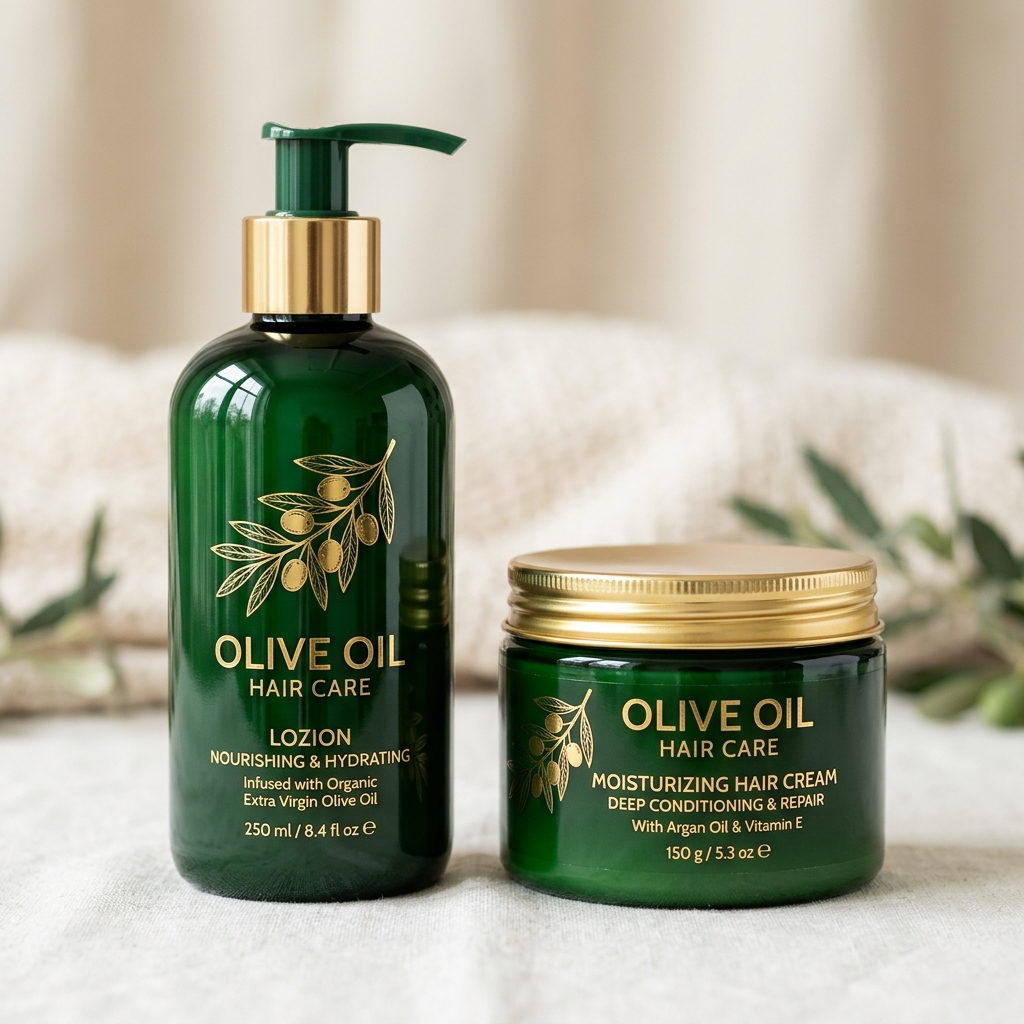 OLIVE OIL
HAIR CARE
LOZION
NOURISHING & HYDRATING
Infused with Organic
Extra Virgin Olive Oil
250 ml / 8.4 fl oz ℮
OLIVE OIL
HAIR CARE
MOISTURIZING HAIR CREAM
DEEP CONDITIONING & REPAIR
With Argan Oil & Vitamin E
150 g / 5.3 oz ℮